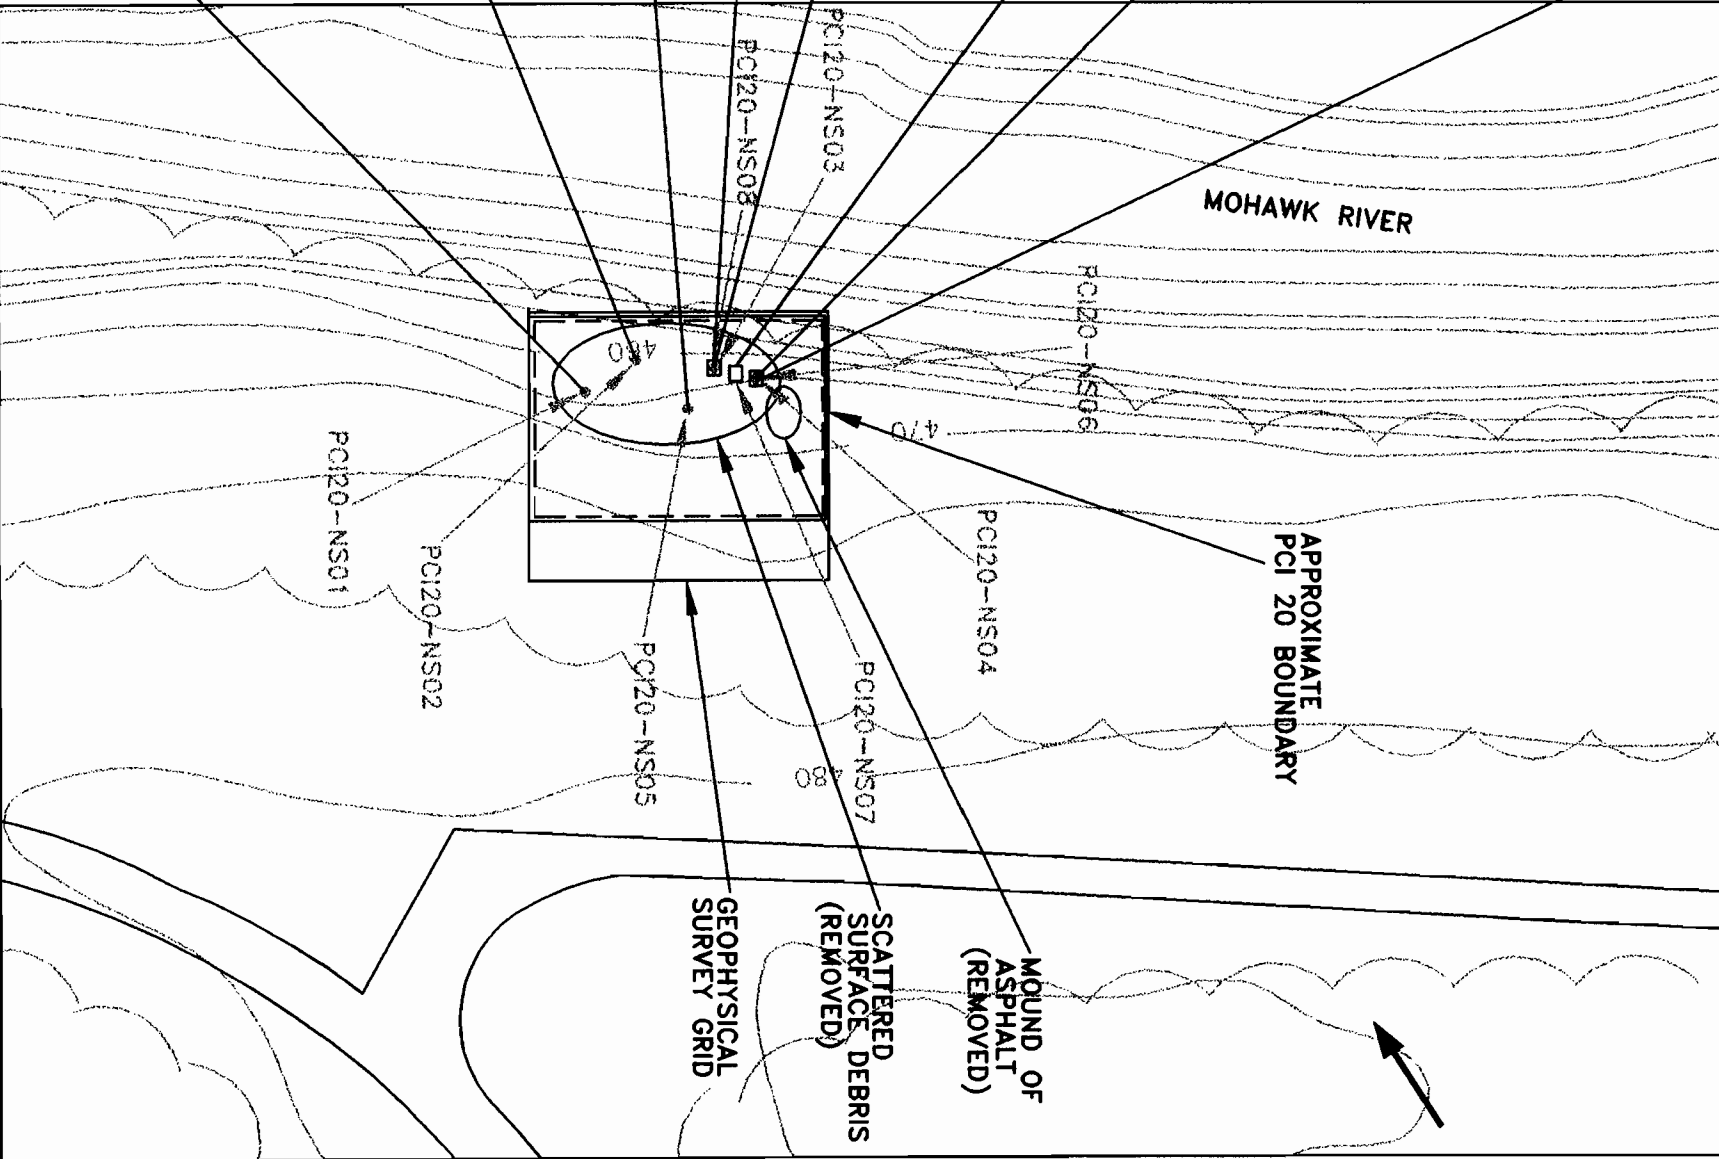 PCI20-NS03
PCI20-NS08
MOHAWK RIVER
PCI20-NS06
480
470
PCI20-NS01
PCI20-NS02
PCI20-NS04
APPROXIMATE
PCI 20 BOUNDARY
PCI20-NS05
PCI20-NS07
480
GEOPHYSICAL
SURVEY GRID
SCATTERED
SURFACE DEBRIS
(REMOVED)
MOUND OF
ASPHALT
(REMOVED)